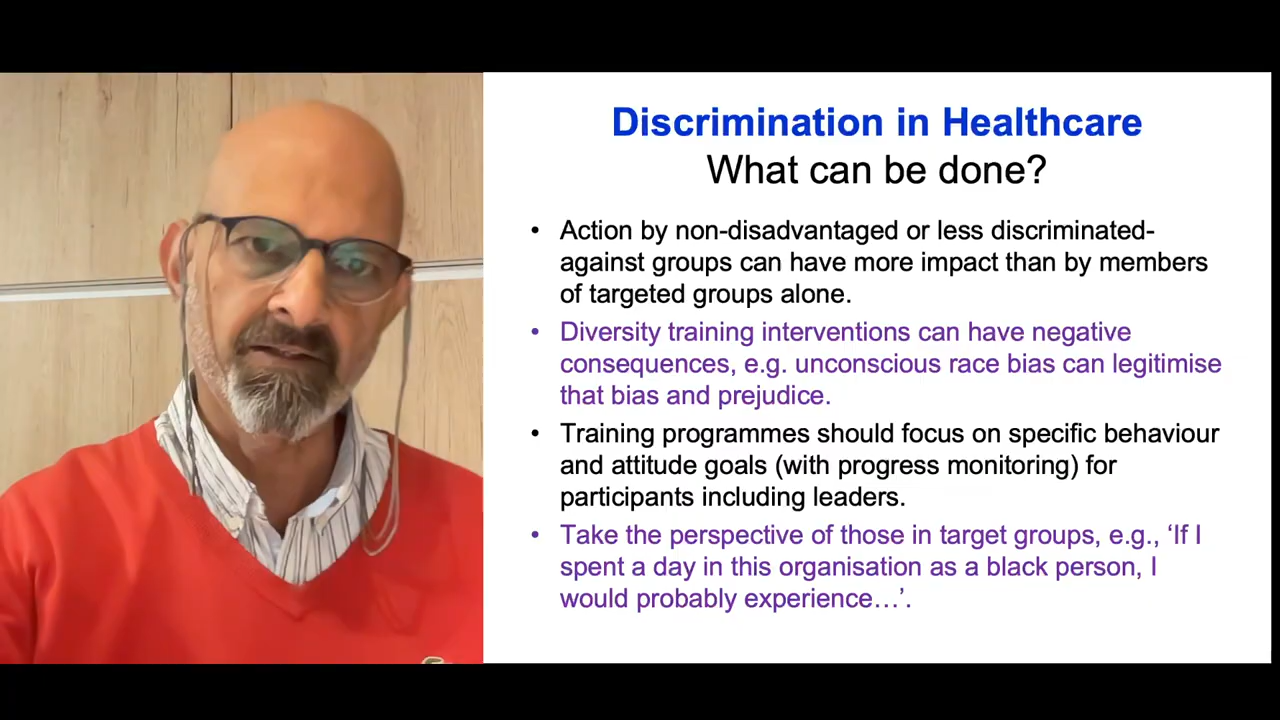 Discrimination in Healthcare
What can be done?
• Action by non-disadvantaged or less discriminated-
against groups can have more impact than by members
of targeted groups alone.
• Diversity training interventions can have negative
consequences, e.g. unconscious race bias can legitimise
that bias and prejudice.
• Training programmes should focus on specific behaviour
and attitude goals (with progress monitoring) for
participants including leaders.
• Take the perspective of those in target groups, e.g., ‘If I
spent a day in this organisation as a black person, I
would probably experience…’.